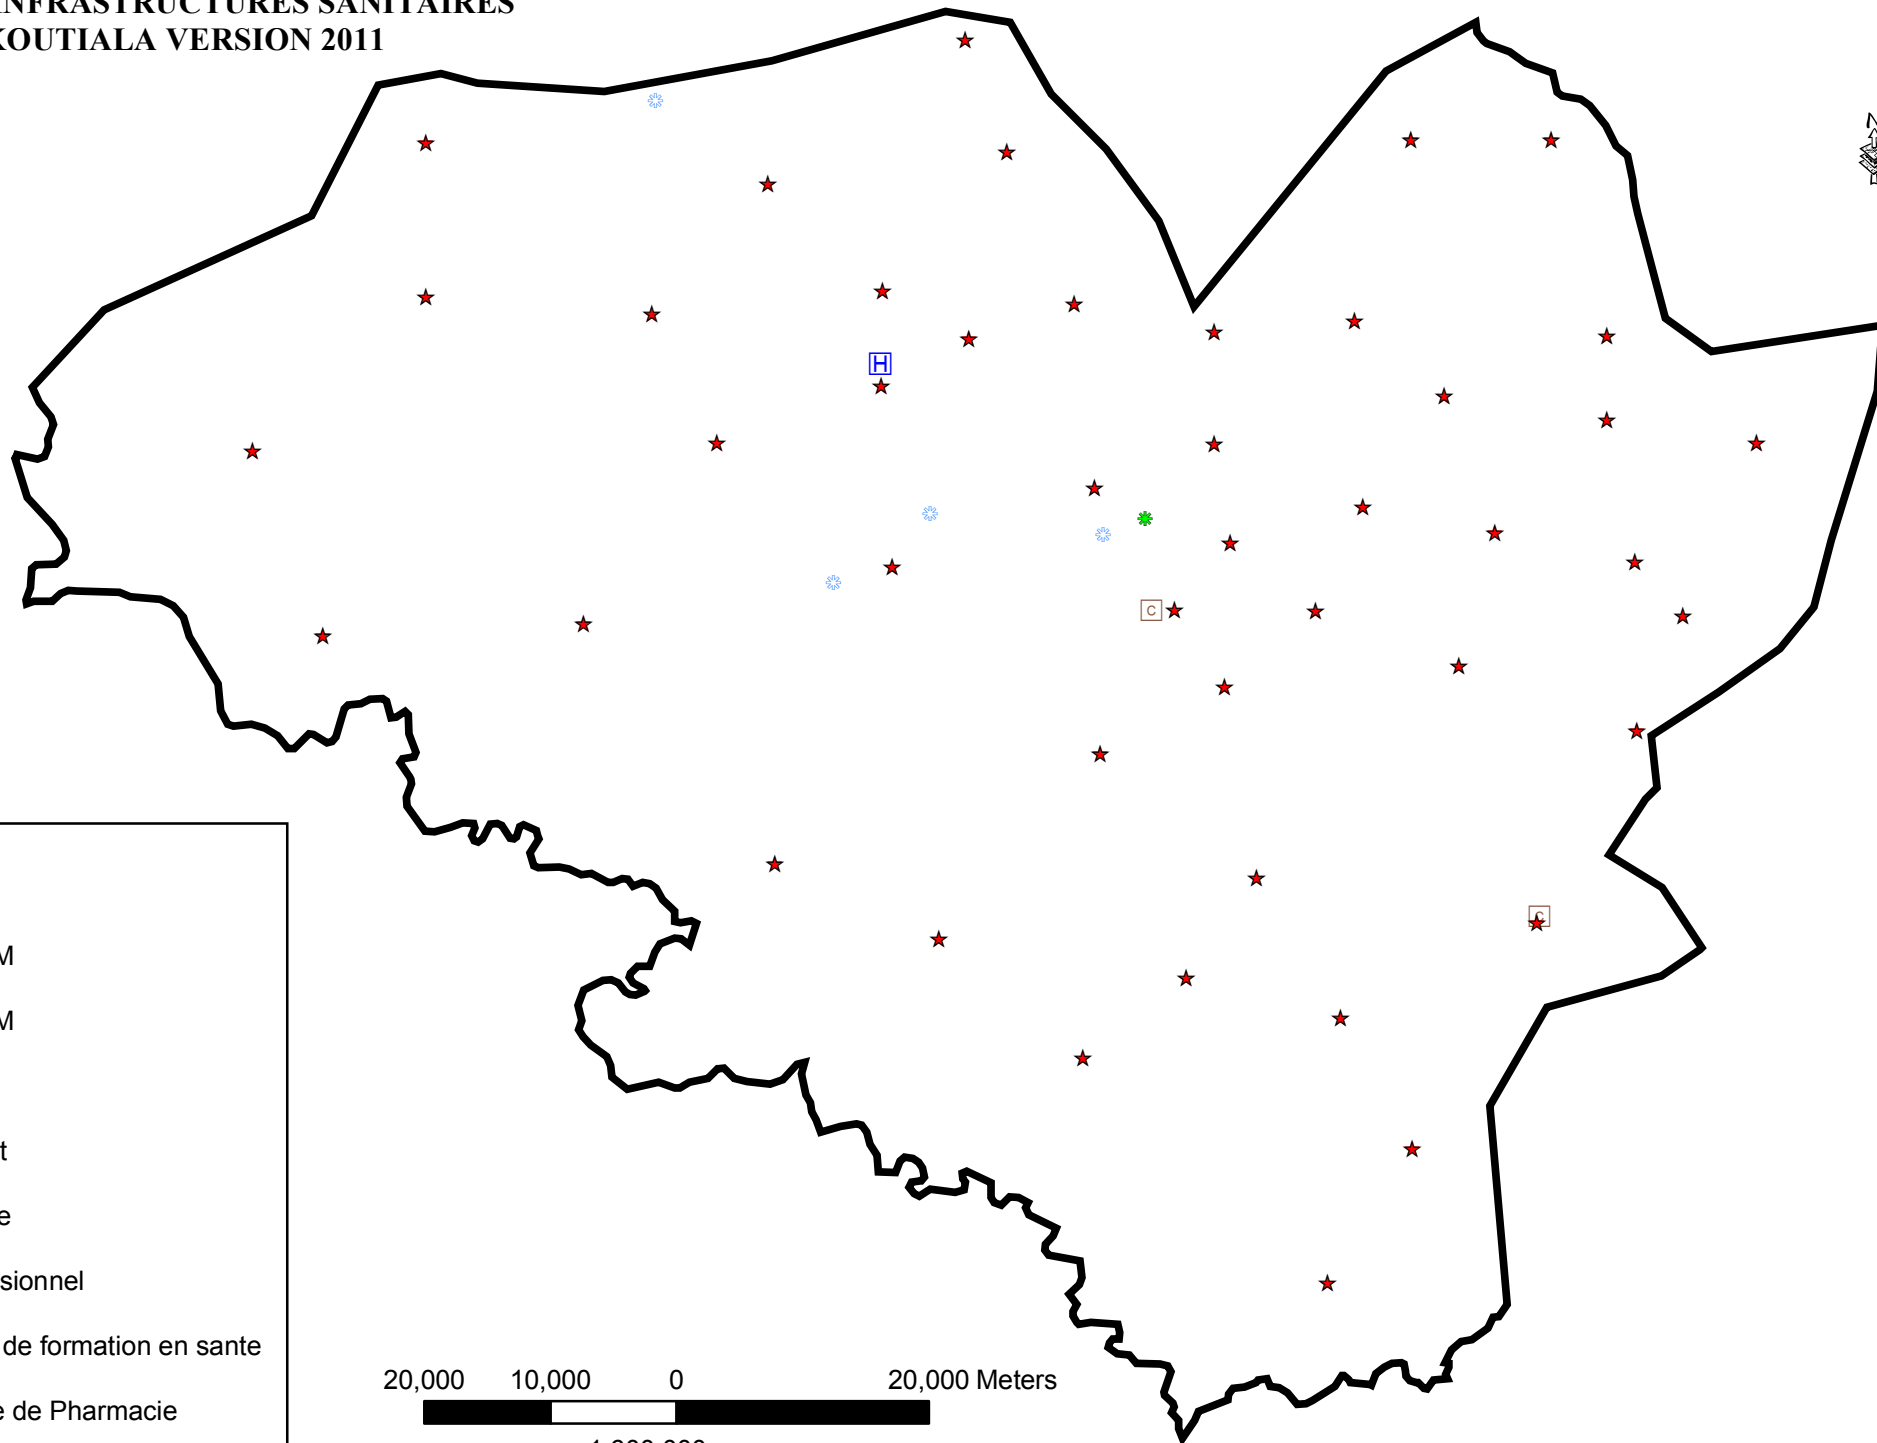 INFRASTRUCTURES SANITAIRES
KOUTIALA VERSION 2011
N
H
C
C
M
M
t
e
sionnel
de formation en sante
e de Pharmacie
20,000 10,000 0 20,000 Meters